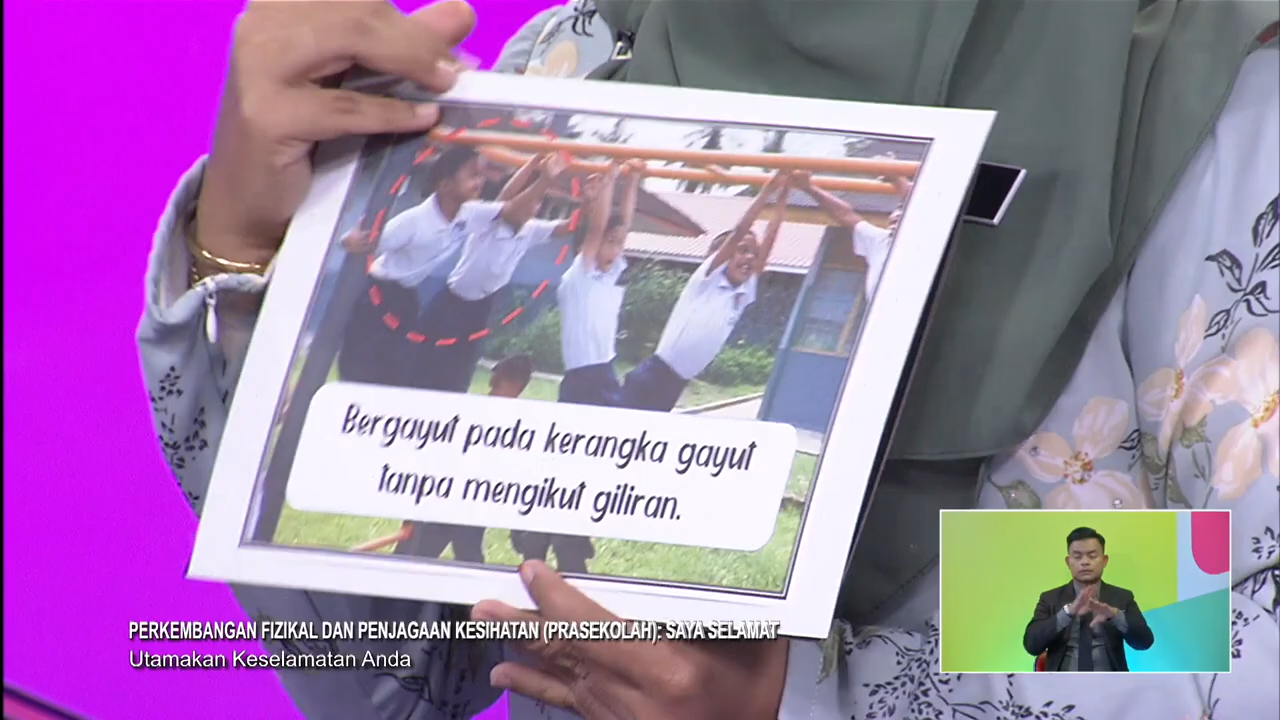 Bergayut pada kerangka gayut
tanpa mengikut giliran.
PERKEMBANGAN FIZIKAL DAN PENJAGAAN KESIHATAN (PRASEKOLAH): SAYA SELAMAT
Utamakan Keselamatan Anda